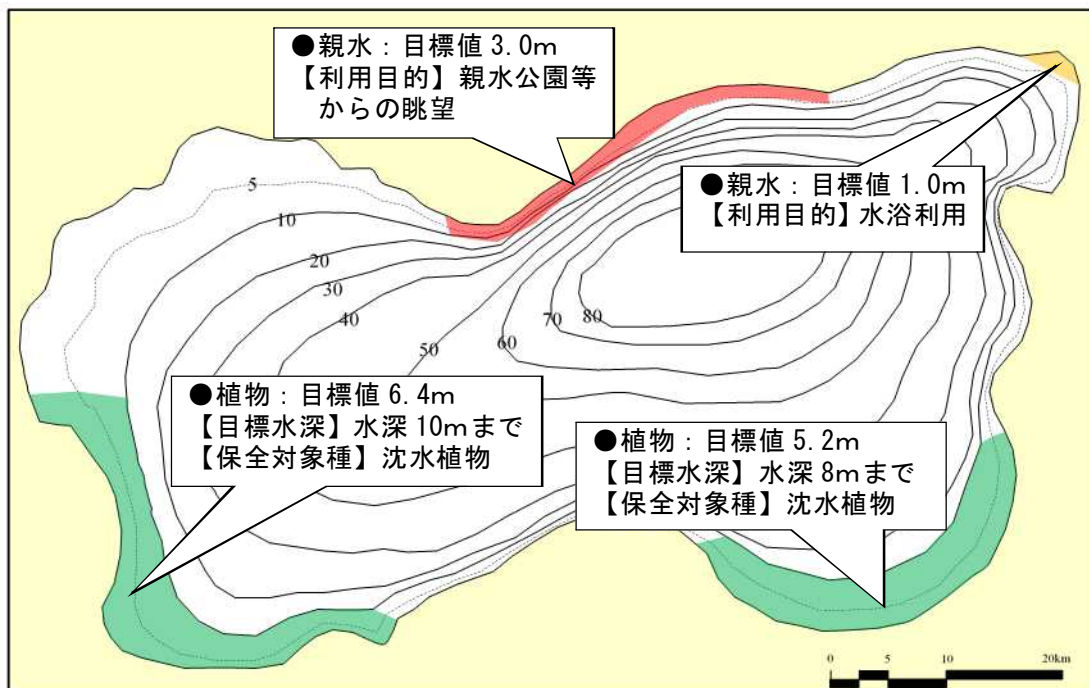 ●親水:目標値 3.0m
【利用目的】親水公園等
からの眺望
●親水:目標値 1.0m
【利用目的】水浴利用
5
10
20
30
40
50
60
70
80
●植物:目標値 6.4m
【目標水深】水深 10mまで
【保全対象種】沈水植物
●植物:目標値 5.2m
【目標水深】水深 8mまで
【保全対象種】沈水植物
0 5 10 20km